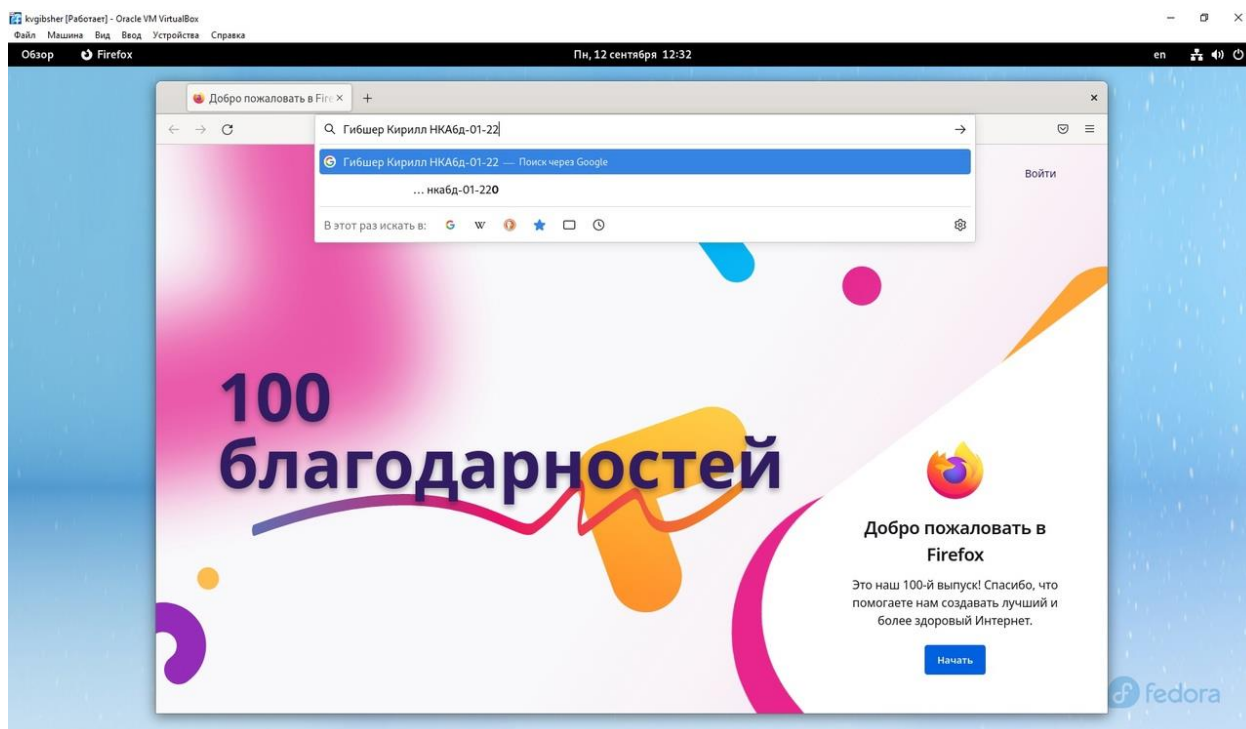 kvgibsher [Работает] - Oracle VM VirtualBox
Файл Машина Вид Ввод Устройства Справка
Обзор Firefox Пн, 12 сентября 12:32 en
Добро пожаловать в Fire
Гибшер Кирилл НКАбд-01-22
Гибшер Кирилл НКАбд-01-22 — Поиск через Google
... нкабд-01-220
В этот раз искать в: G W
Войти
100
благодарностей
Добро пожаловать в
Firefox
Это наш 100-й выпуск! Спасибо, что
помогаете нам создавать лучший и
более здоровый Интернет.
Начать
fedora